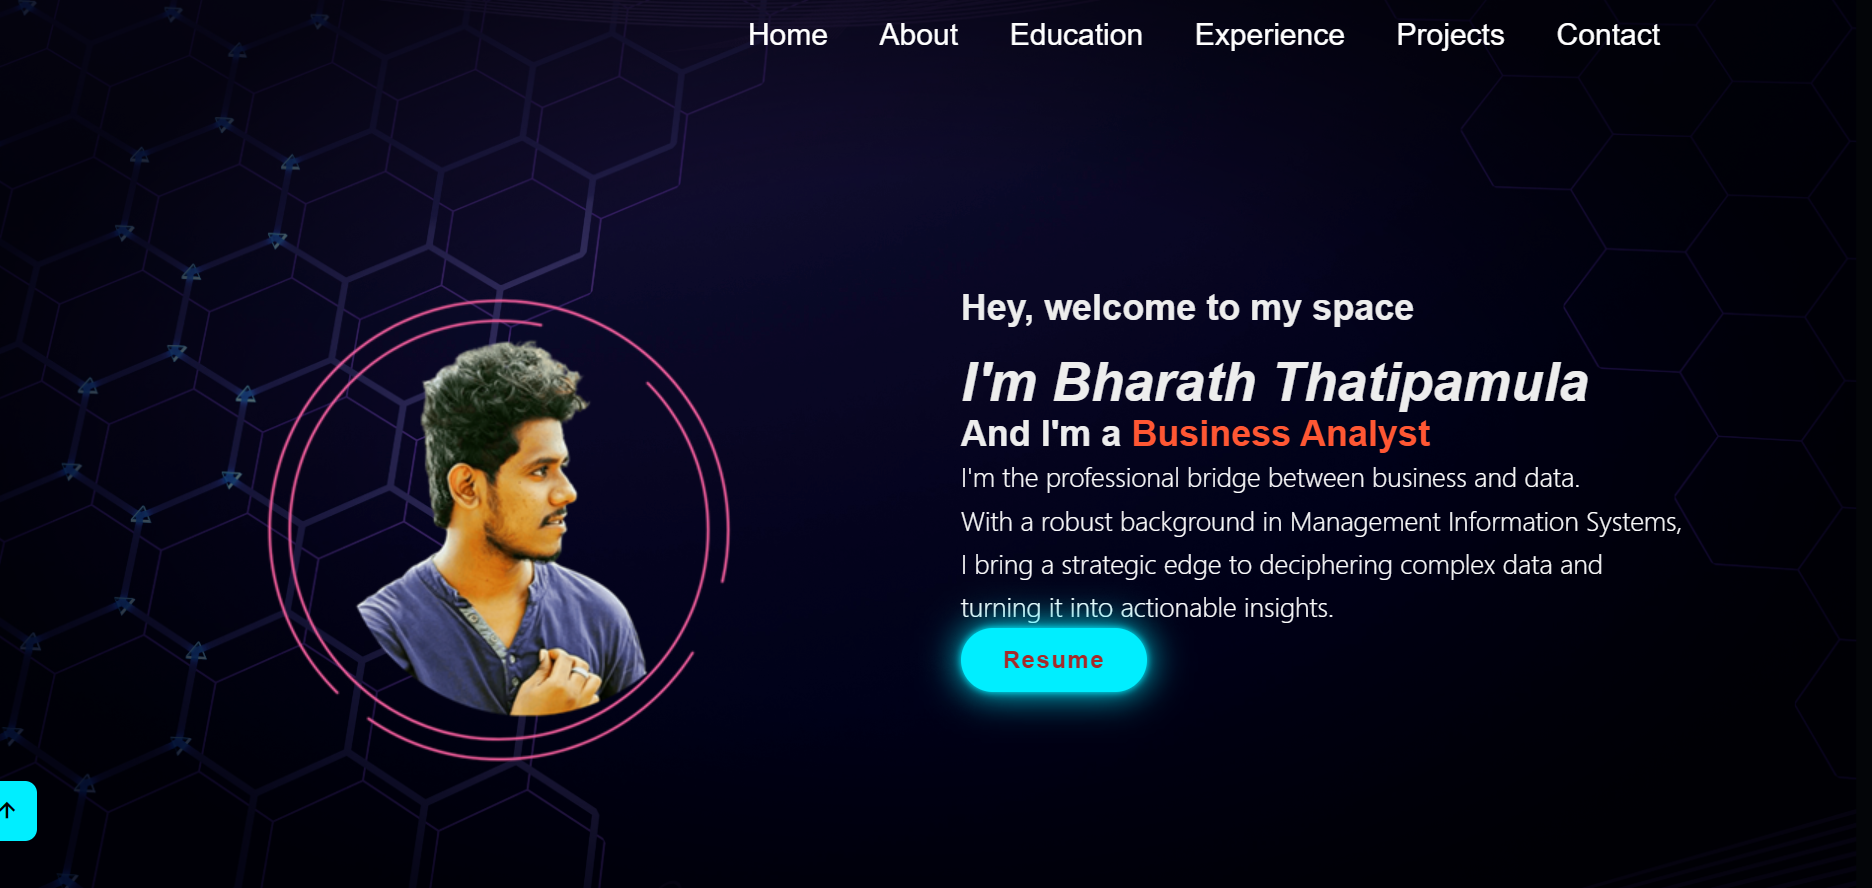 Home About Education Experience Projects Contact
Hey, welcome to my space
I'm Bharath Thatipamula
And I'm a Business Analyst
I'm the professional bridge between business and data.
With a robust background in Management Information Systems,
I bring a strategic edge to deciphering complex data and
turning it into actionable insights.
Resume